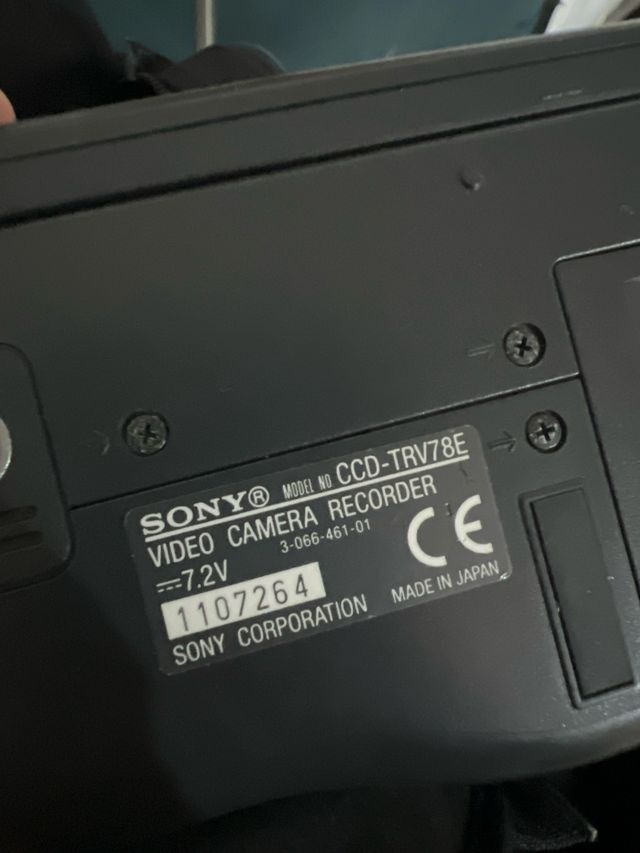 SONY® MODEL NO CCD-TRV78E
VIDEO CAMERA RECORDER
3-066-461-01
7.2V
CE
1107264
SONY CORPORATION MADE IN JAPAN